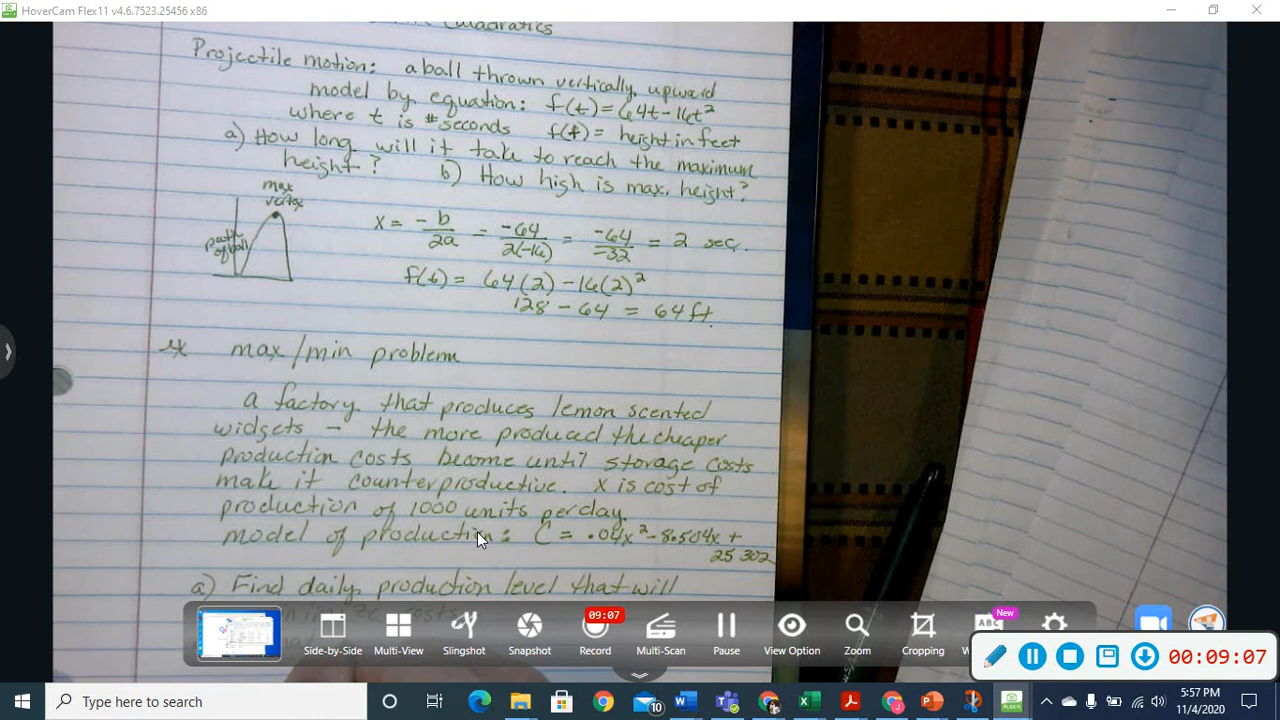 HoverCam Flex11 v4.6.7523.25456 x86
Quadratics
Projectile motion: a ball thrown vertically upward
model by equation: f(t) = 64t - 16t²
where t is # seconds f(t) = height in feet
a) How long will it take to reach the maximum
height? b) How high is max. height?
max
vertex
path
of ball
x = -b/2a = -64/2(-16) = -64/-32 = 2 sec.
f(t) = 64(2) - 16(2)²
128 - 64 = 64 ft.
max/min problem
a factory that produces lemon scented
widgets - the more produced the cheaper
production costs become until storage costs
make it counterproductive. x is cost of
production of 1000 units per day.
model of production: C = .04x² - 8.504x +
25 302
a) Find daily production level that will
costs
09:07
New
ABC
Side-by-Side Multi-View Slingshot Snapshot Record Multi-Scan Pause View Option Zoom Cropping
00:09:07
Type here to search
10
FLEX11
5:57 PM
11/4/2020